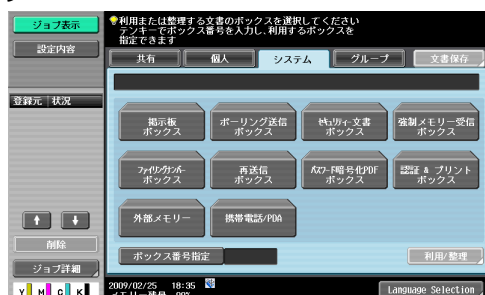 ジョブ表示
利用または整理する文書のボックスを選択してください
テンキーでボックス番号を入力し、利用するボックスを
指定できます
設定内容
共有
個人
システム
グループ
文書保存
登録元 状況
掲示板
ボックス
ポーリング送信
ボックス
セキュリティー文書
ボックス
強制メモリー受信
ボックス
ファイリングナンバー
ボックス
再送信
ボックス
パスワード暗号化PDF
ボックス
認証 & プリント
ボックス
外部メモリー
携帯電話/PDA
削除
ボックス番号指定
利用/整理
ジョブ詳細
2009/02/25 18:35
Y M C K
メモリー残量 99%
Language Selection